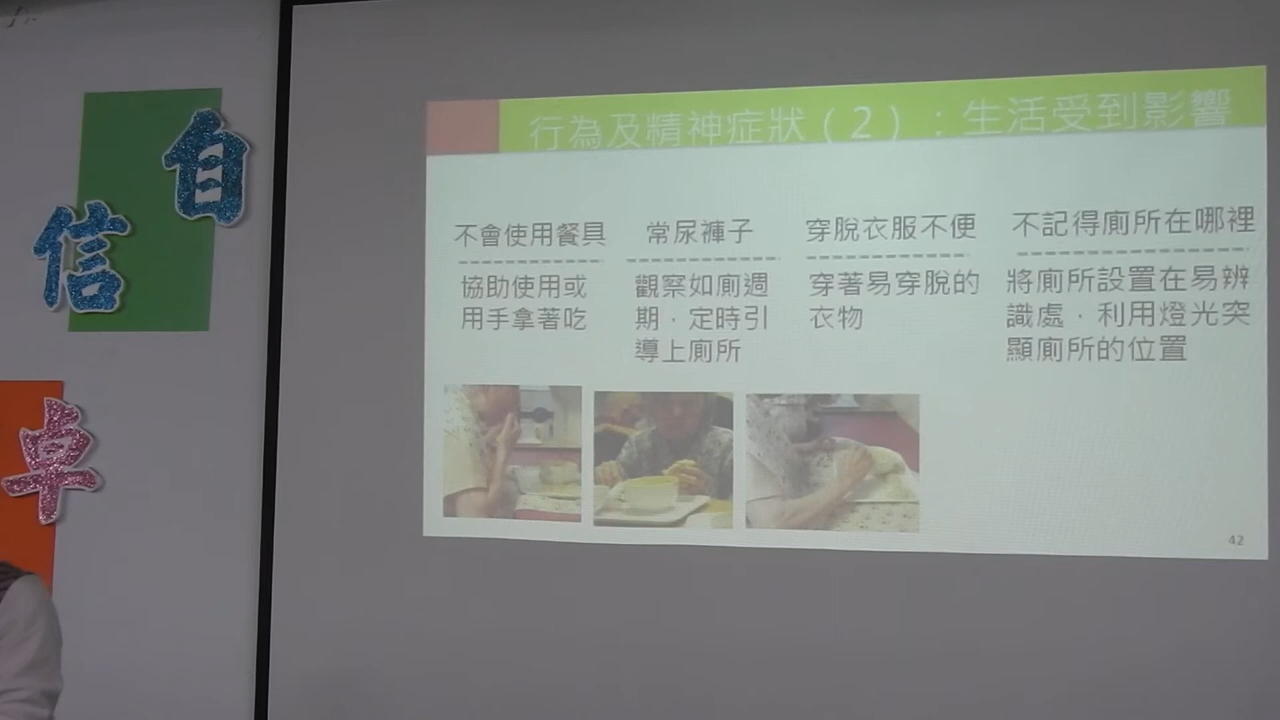 自
信
卓
行為及精神症狀(2):生活受到影響
不會使用餐具
協助使用或
用手拿著吃
常尿褲子
觀察如廁週
期,定時引
導上廁所
穿脫衣服不便
穿著易穿脫的
衣物
不記得廁所在哪裡
將廁所設置在易辨
識處,利用燈光突
顯廁所的位置
42